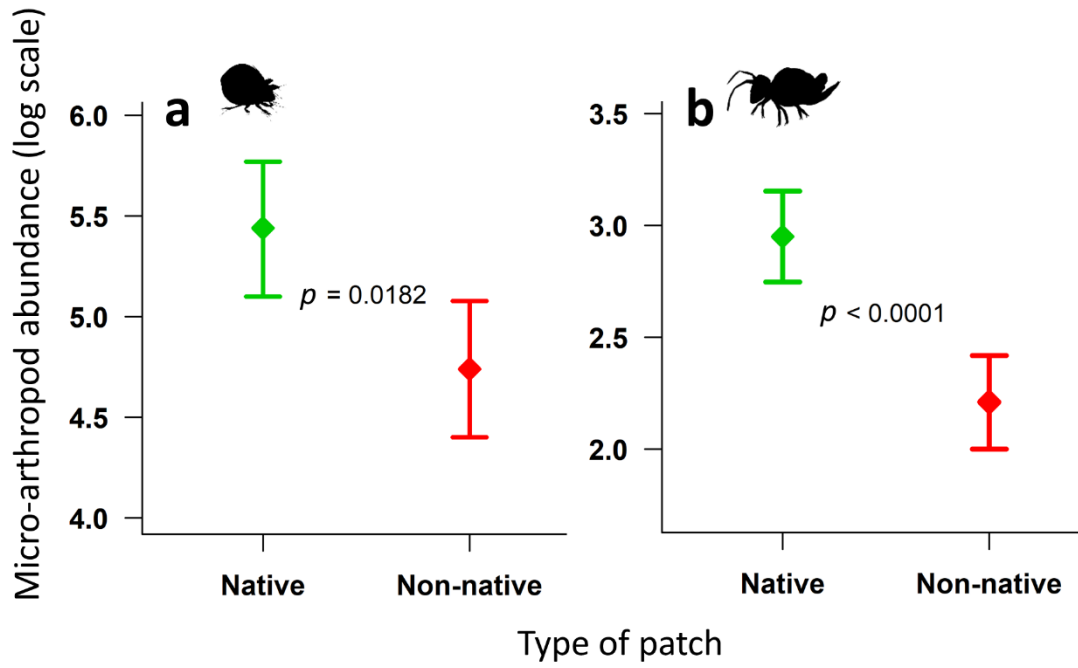 Micro-arthropod abundance (log scale)
a
6.0
5.5
5.0
4.5
4.0
p = 0.0182
Native Non-native
b
3.5
3.0
2.5
2.0
p < 0.0001
Native Non-native
Type of patch